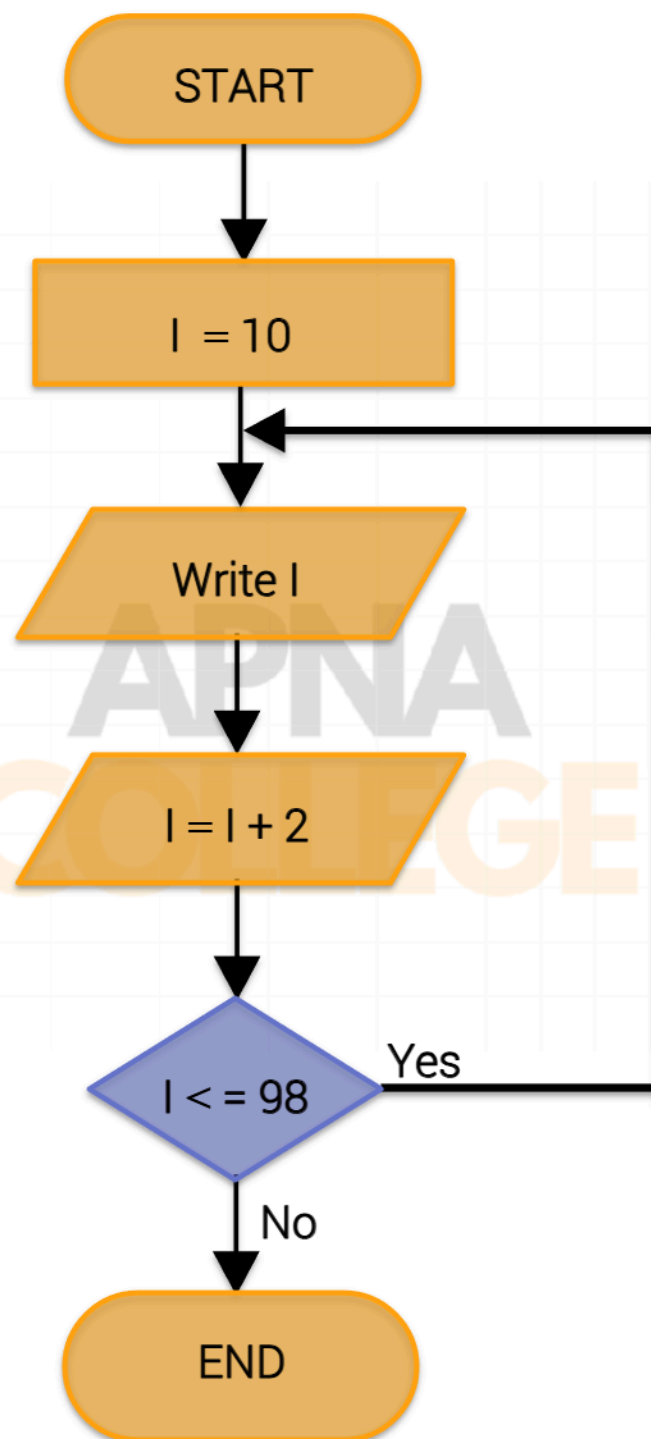 START
I = 10
Write I
APNA
I = I + 2
COLLEGE
Yes
I < = 98
No
END